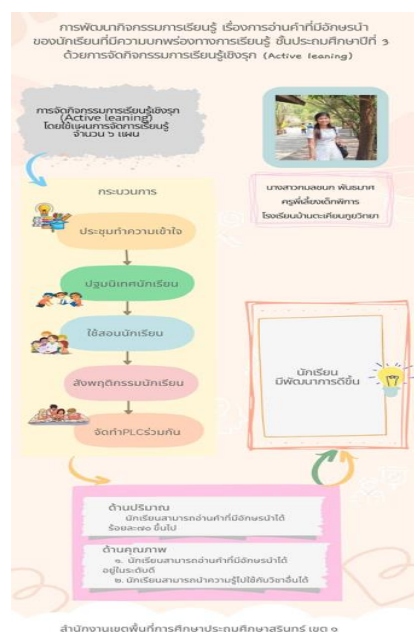 การพัฒนากิจกรรมการเรียนรู้ เรื่องการอ่านคำที่มีอักษรนำ
ของนักเรียนที่มีความบกพร่องทางการเรียนรู้ ชั้นประถมศึกษาปีที่ ๓
ด้วยการจัดกิจกรรมการเรียนรู้เชิงรุก (Active leaning)
การจัดกิจกรรมการเรียนรู้เชิงรุก
(Active leaning)
โดยใช้แผนการจัดการเรียนรู้
จำนวน ๖ แผน
นางสาวกมลชนก พันธมาศ
ครูพี่เลี้ยงเด็กพิการ
โรงเรียนบ้านตะเคียนกูยวิทยา
กระบวนการ
ประชุมทำความเข้าใจ
ปฐมนิเทศนักเรียน
ใช้สอนนักเรียน
สังพฤติกรรมนักเรียน
จัดทำPLCร่วมกัน
นักเรียน
มีพัฒนาการดีขึ้น
ด้านปริมาณ
นักเรียนสามารถอ่านคำที่มีอักษรนำได้
ร้อยละ๗๐ ขึ้นไป
ด้านคุณภาพ
๑. นักเรียนสามารถอ่านคำที่มีอักษรนำได้
อยู่ในระดับดี
๒. นักเรียนสามารถนำความรู้ไปใช้กับวิชาอื่นได้
สำนักงานเขตพื้นที่การศึกษาประถมศึกษาสุรินทร์ เขต ๑